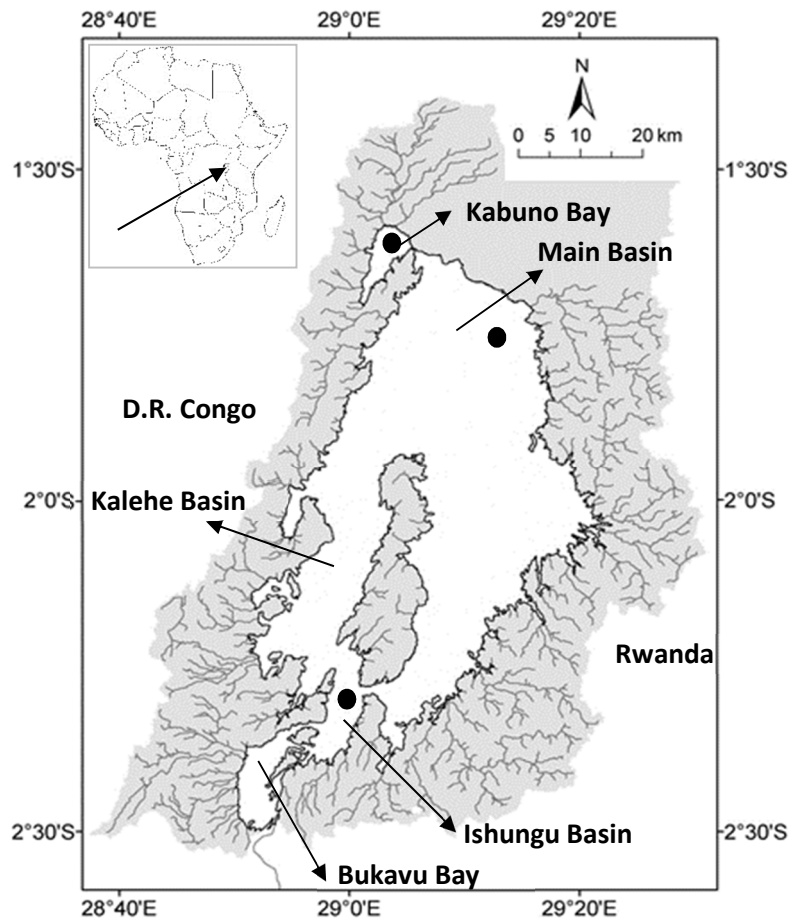 28°40'E 29°0'E 29°20'E
N
0 5 10 20 km
1°30'S 1°30'S
Kabuno Bay
Main Basin
D.R. Congo
Kalehe Basin
2°0'S 2°0'S
Rwanda
2°30'S 2°30'S
Ishungu Basin
Bukavu Bay
28°40'E 29°0'E 29°20'E